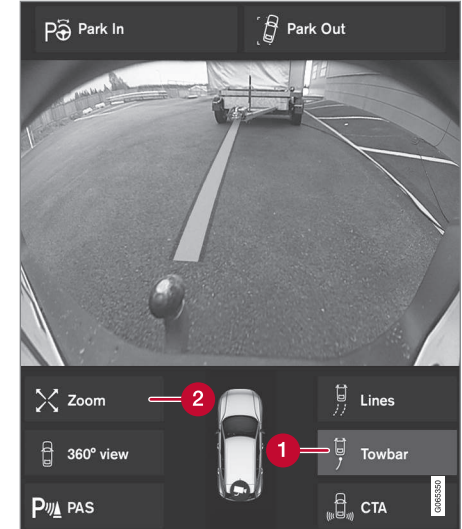 Park In
Park Out
Zoom
2
Lines
360° view
1
Towbar
PAS
CTA
G065350